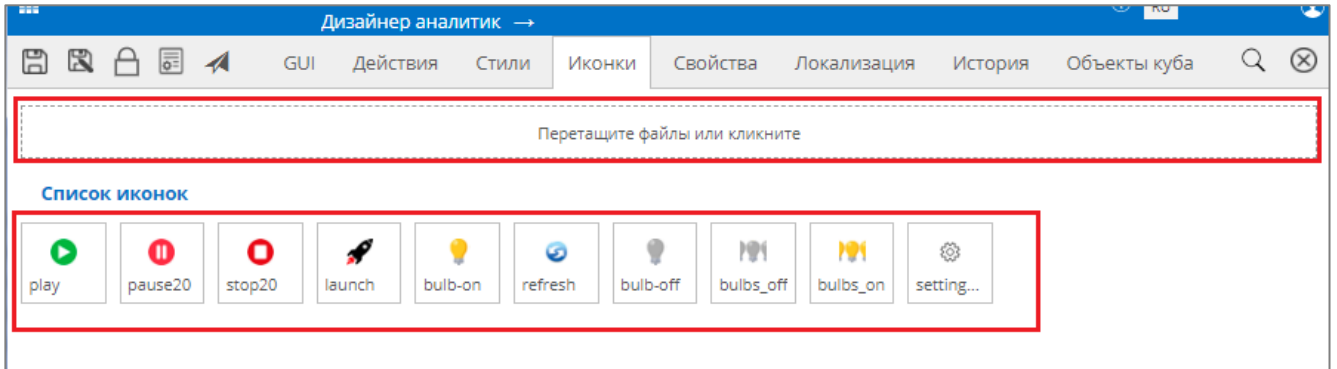 Дизайнер аналитик →
RU
GUI Действия Стили Иконки Свойства Локализация История Объекты куба
Перетащите файлы или кликните
Список иконок
play pause20 stop20 launch bulb-on refresh bulb-off bulbs_off bulbs_on setting...